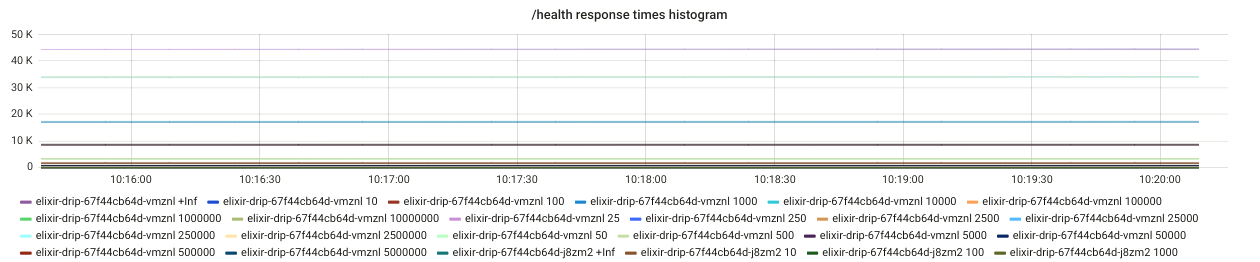 /health response times histogram
50 K
40 K
30 K
20 K
10 K
0
10:16:00 10:16:30 10:17:00 10:17:30 10:18:00 10:18:30 10:19:00 10:19:30 10:20:00
elixir-drip-67f44cb64d-vmznl +Inf elixir-drip-67f44cb64d-vmznl 10 elixir-drip-67f44cb64d-vmznl 100 elixir-drip-67f44cb64d-vmznl 1000 elixir-drip-67f44cb64d-vmznl 10000 elixir-drip-67f44cb64d-vmznl 100000
elixir-drip-67f44cb64d-vmznl 1000000 elixir-drip-67f44cb64d-vmznl 10000000 elixir-drip-67f44cb64d-vmznl 25 elixir-drip-67f44cb64d-vmznl 250 elixir-drip-67f44cb64d-vmznl 2500 elixir-drip-67f44cb64d-vmznl 25000
elixir-drip-67f44cb64d-vmznl 250000 elixir-drip-67f44cb64d-vmznl 2500000 elixir-drip-67f44cb64d-vmznl 50 elixir-drip-67f44cb64d-vmznl 500 elixir-drip-67f44cb64d-vmznl 5000 elixir-drip-67f44cb64d-vmznl 50000
elixir-drip-67f44cb64d-vmznl 500000 elixir-drip-67f44cb64d-vmznl 5000000 elixir-drip-67f44cb64d-j8zm2 +Inf elixir-drip-67f44cb64d-j8zm2 10 elixir-drip-67f44cb64d-j8zm2 100 elixir-drip-67f44cb64d-j8zm2 1000